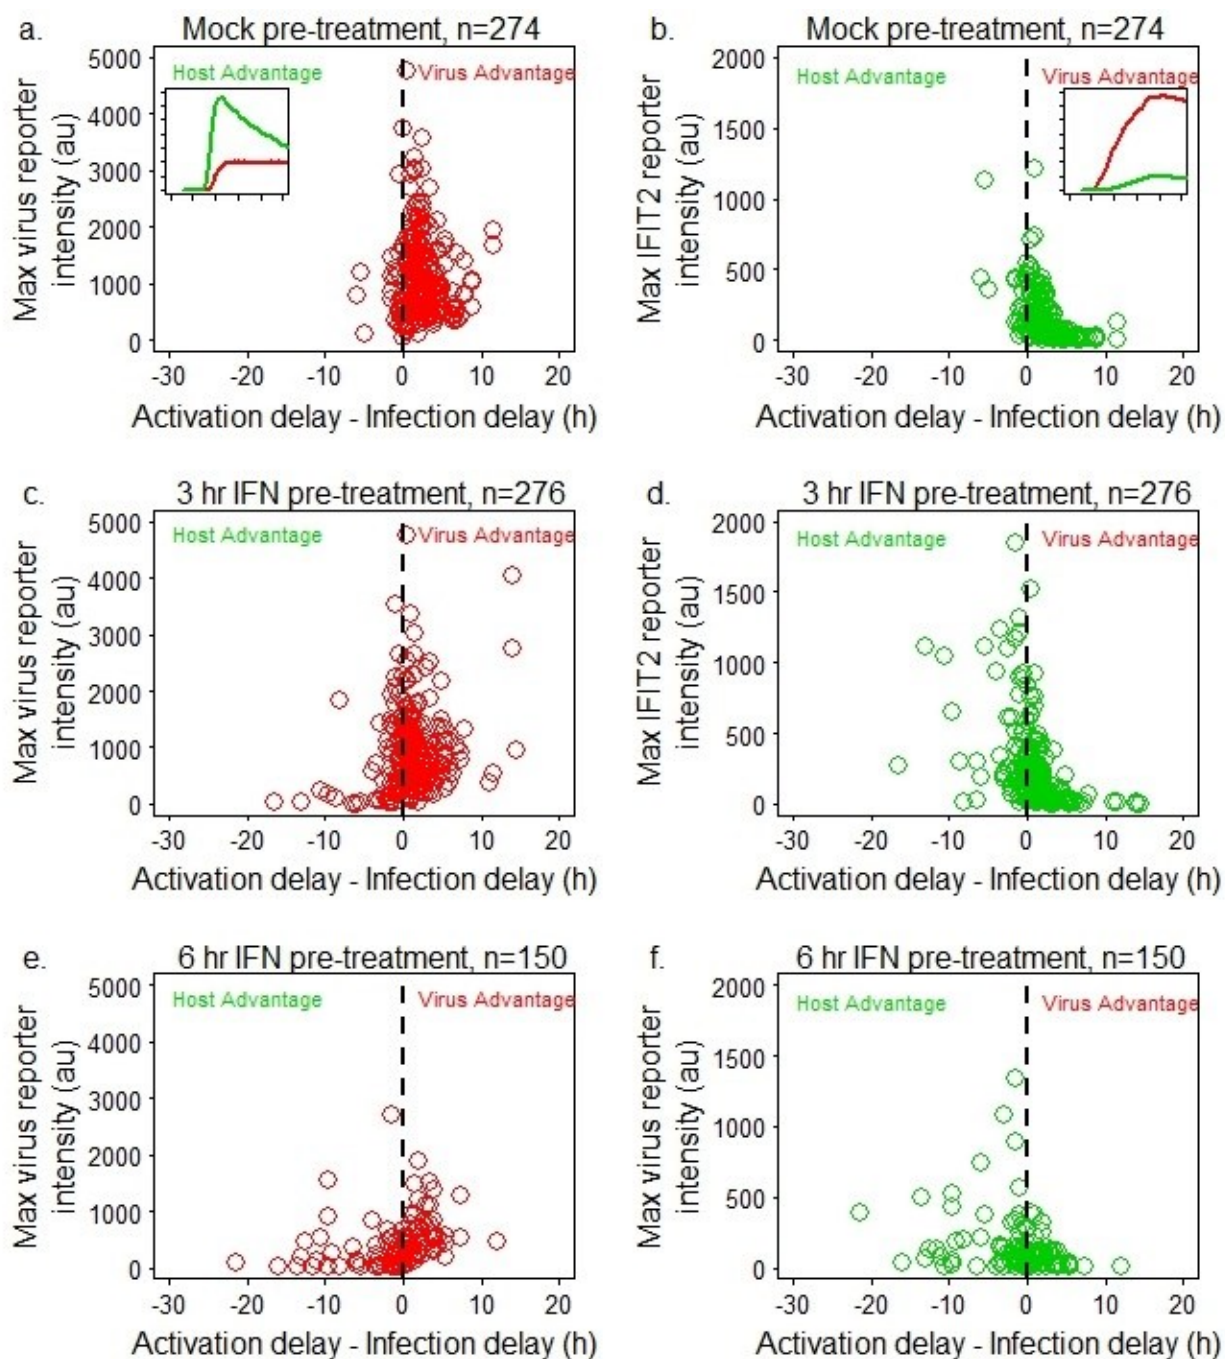 a.
Mock pre-treatment, n=274
Max virus reporter
intensity (au)
5000
4000
3000
2000
1000
0
Host Advantage
Virus Advantage
-30 -20 -10 0 10 20
Activation delay - Infection delay (h)
b.
Mock pre-treatment, n=274
Max IFIT2 reporter
intensity (au)
2000
1500
1000
500
0
Host Advantage
Virus Advantage
-30 -20 -10 0 10 20
Activation delay - Infection delay (h)
c.
3 hr IFN pre-treatment, n=276
Max virus reporter
intensity (au)
5000
4000
3000
2000
1000
0
Host Advantage
Virus Advantage
-30 -20 -10 0 10 20
Activation delay - Infection delay (h)
d.
3 hr IFN pre-treatment, n=276
Max IFIT2 reporter
intensity (au)
2000
1500
1000
500
0
Host Advantage
Virus Advantage
-30 -20 -10 0 10 20
Activation delay - Infection delay (h)
e.
6 hr IFN pre-treatment, n=150
Max virus reporter
intensity (au)
5000
4000
3000
2000
1000
0
Host Advantage
Virus Advantage
-30 -20 -10 0 10 20
Activation delay - Infection delay (h)
f.
6 hr IFN pre-treatment, n=150
Max virus reporter
intensity (au)
2000
1500
1000
500
0
Host Advantage
Virus Advantage
-30 -20 -10 0 10 20
Activation delay - Infection delay (h)